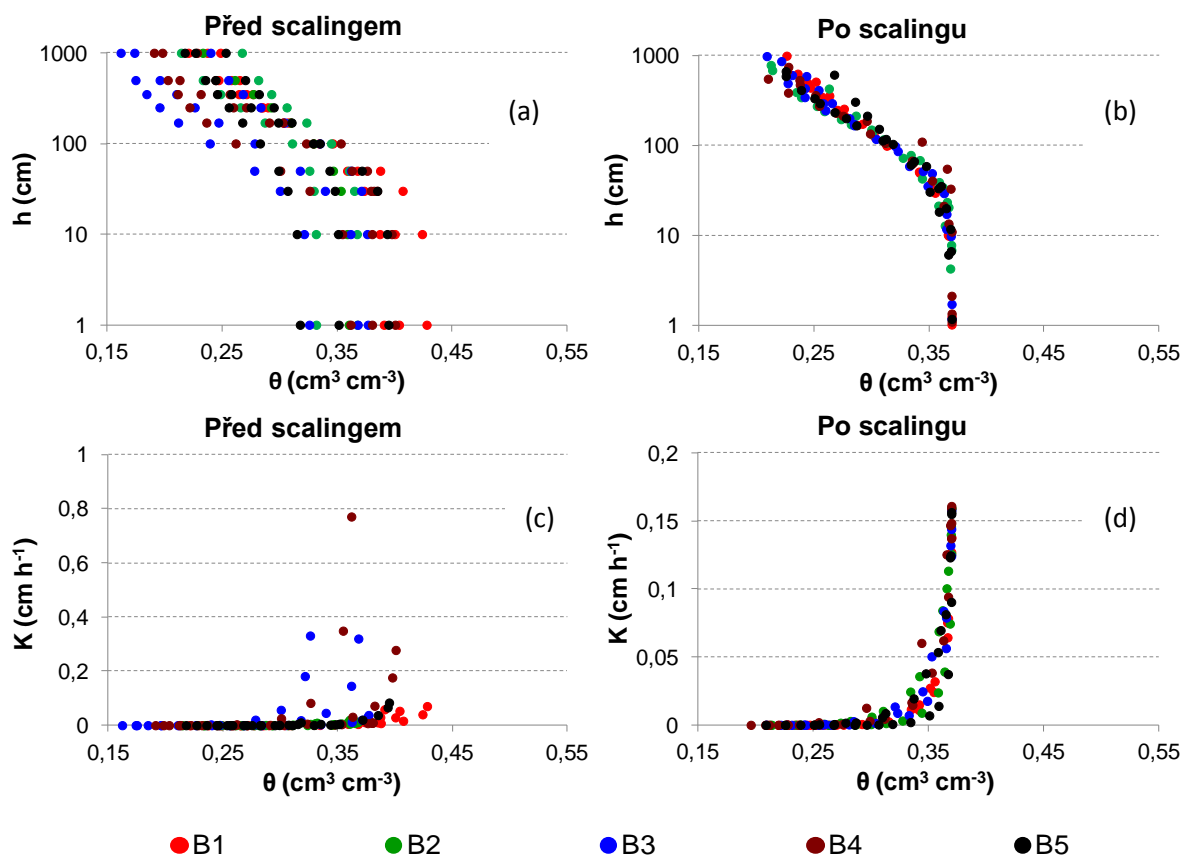 Před scalingem
1000
100
10
1
h (cm)
(a)
0,15 0,25 0,35 0,45 0,55
θ (cm³ cm⁻³)
Po scalingu
1000
100
10
1
h (cm)
(b)
0,15 0,25 0,35 0,45 0,55
θ (cm³ cm⁻³)
Před scalingem
1
0,8
0,6
0,4
0,2
0
K (cm h⁻¹)
(c)
0,15 0,25 0,35 0,45 0,55
θ (cm³ cm⁻³)
Po scalingu
0,2
0,15
0,1
0,05
0
K (cm h⁻¹)
(d)
0,15 0,25 0,35 0,45 0,55
θ (cm³ cm⁻³)
B1 B2 B3 B4 B5